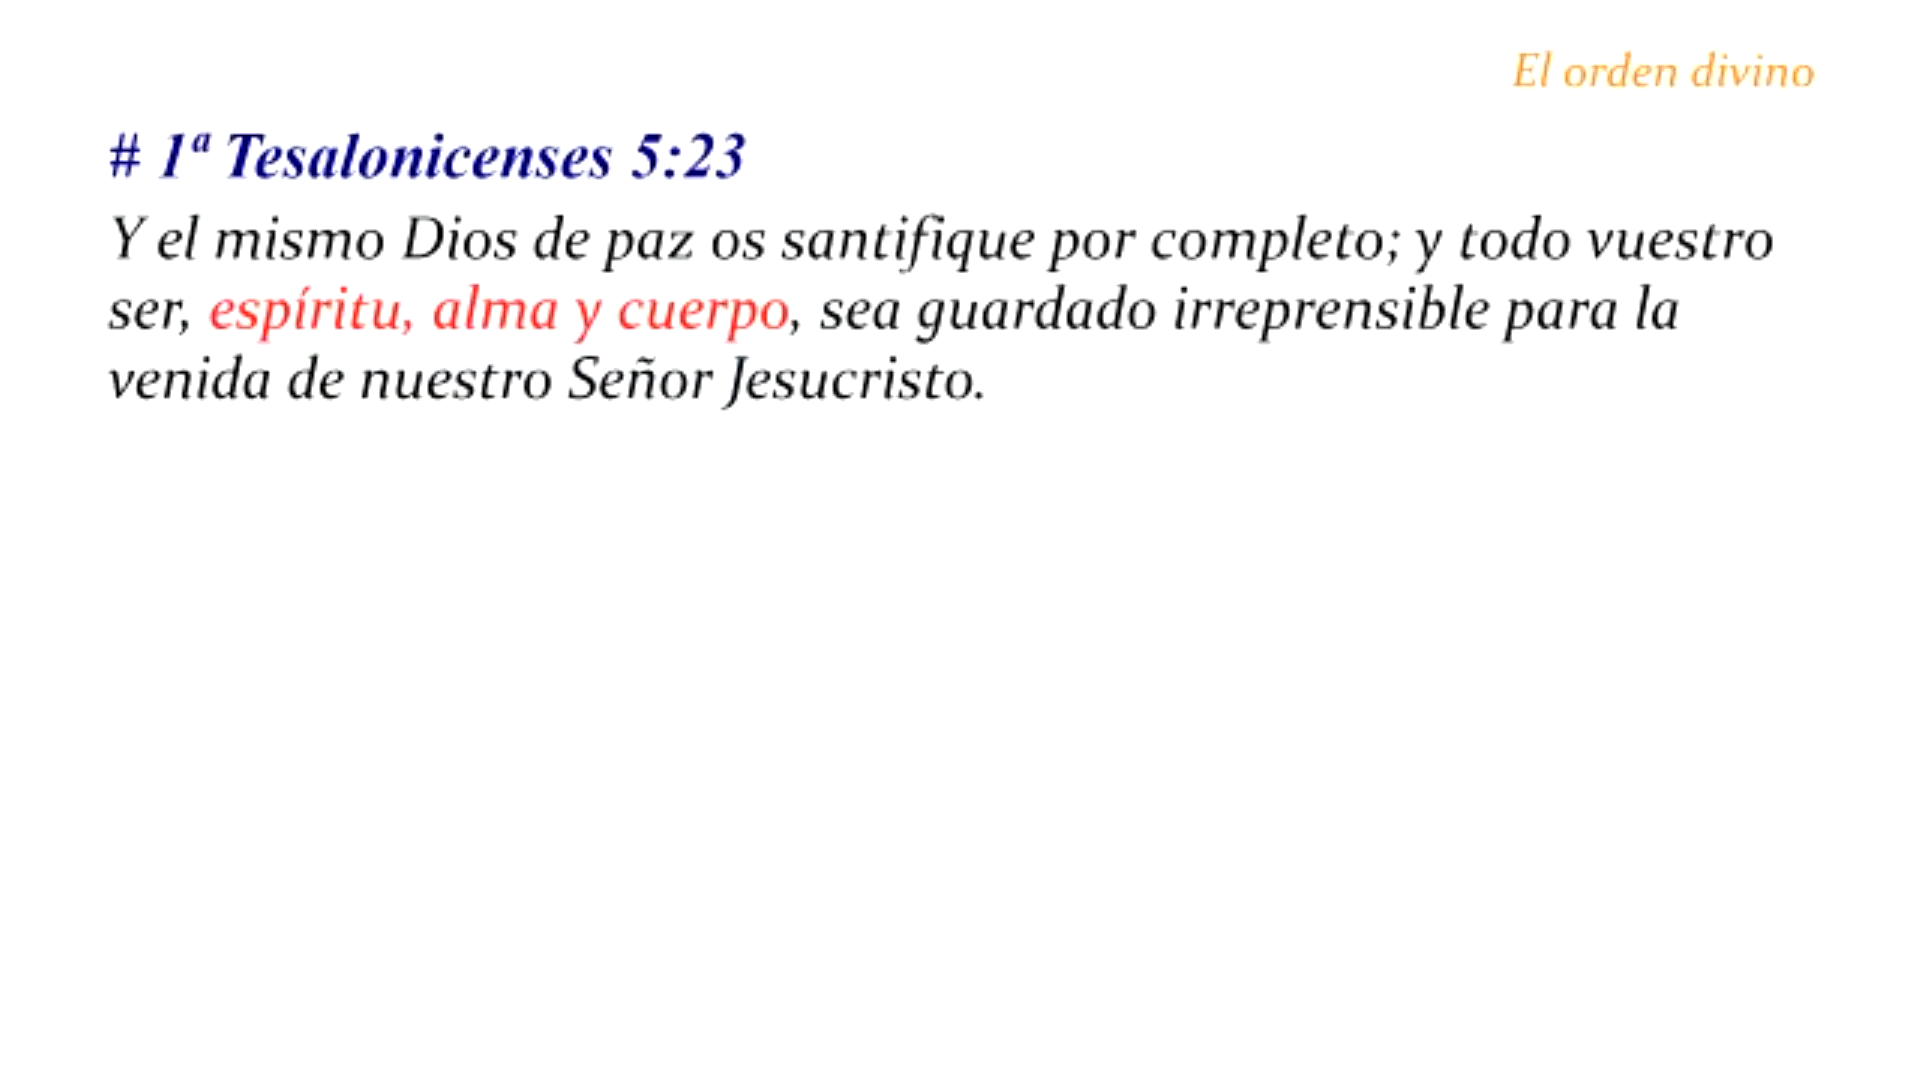 El orden divino
# 1ª Tesalonicenses 5:23
Y el mismo Dios de paz os santifique por completo; y todo vuestro
ser, espíritu, alma y cuerpo, sea guardado irreprensible para la
venida de nuestro Señor Jesucristo.